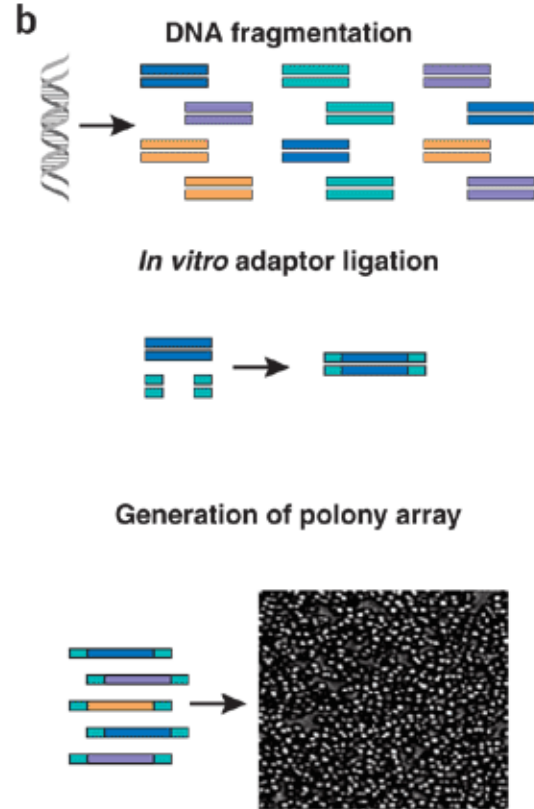 b
DNA fragmentation
In vitro adaptor ligation
Generation of polony array